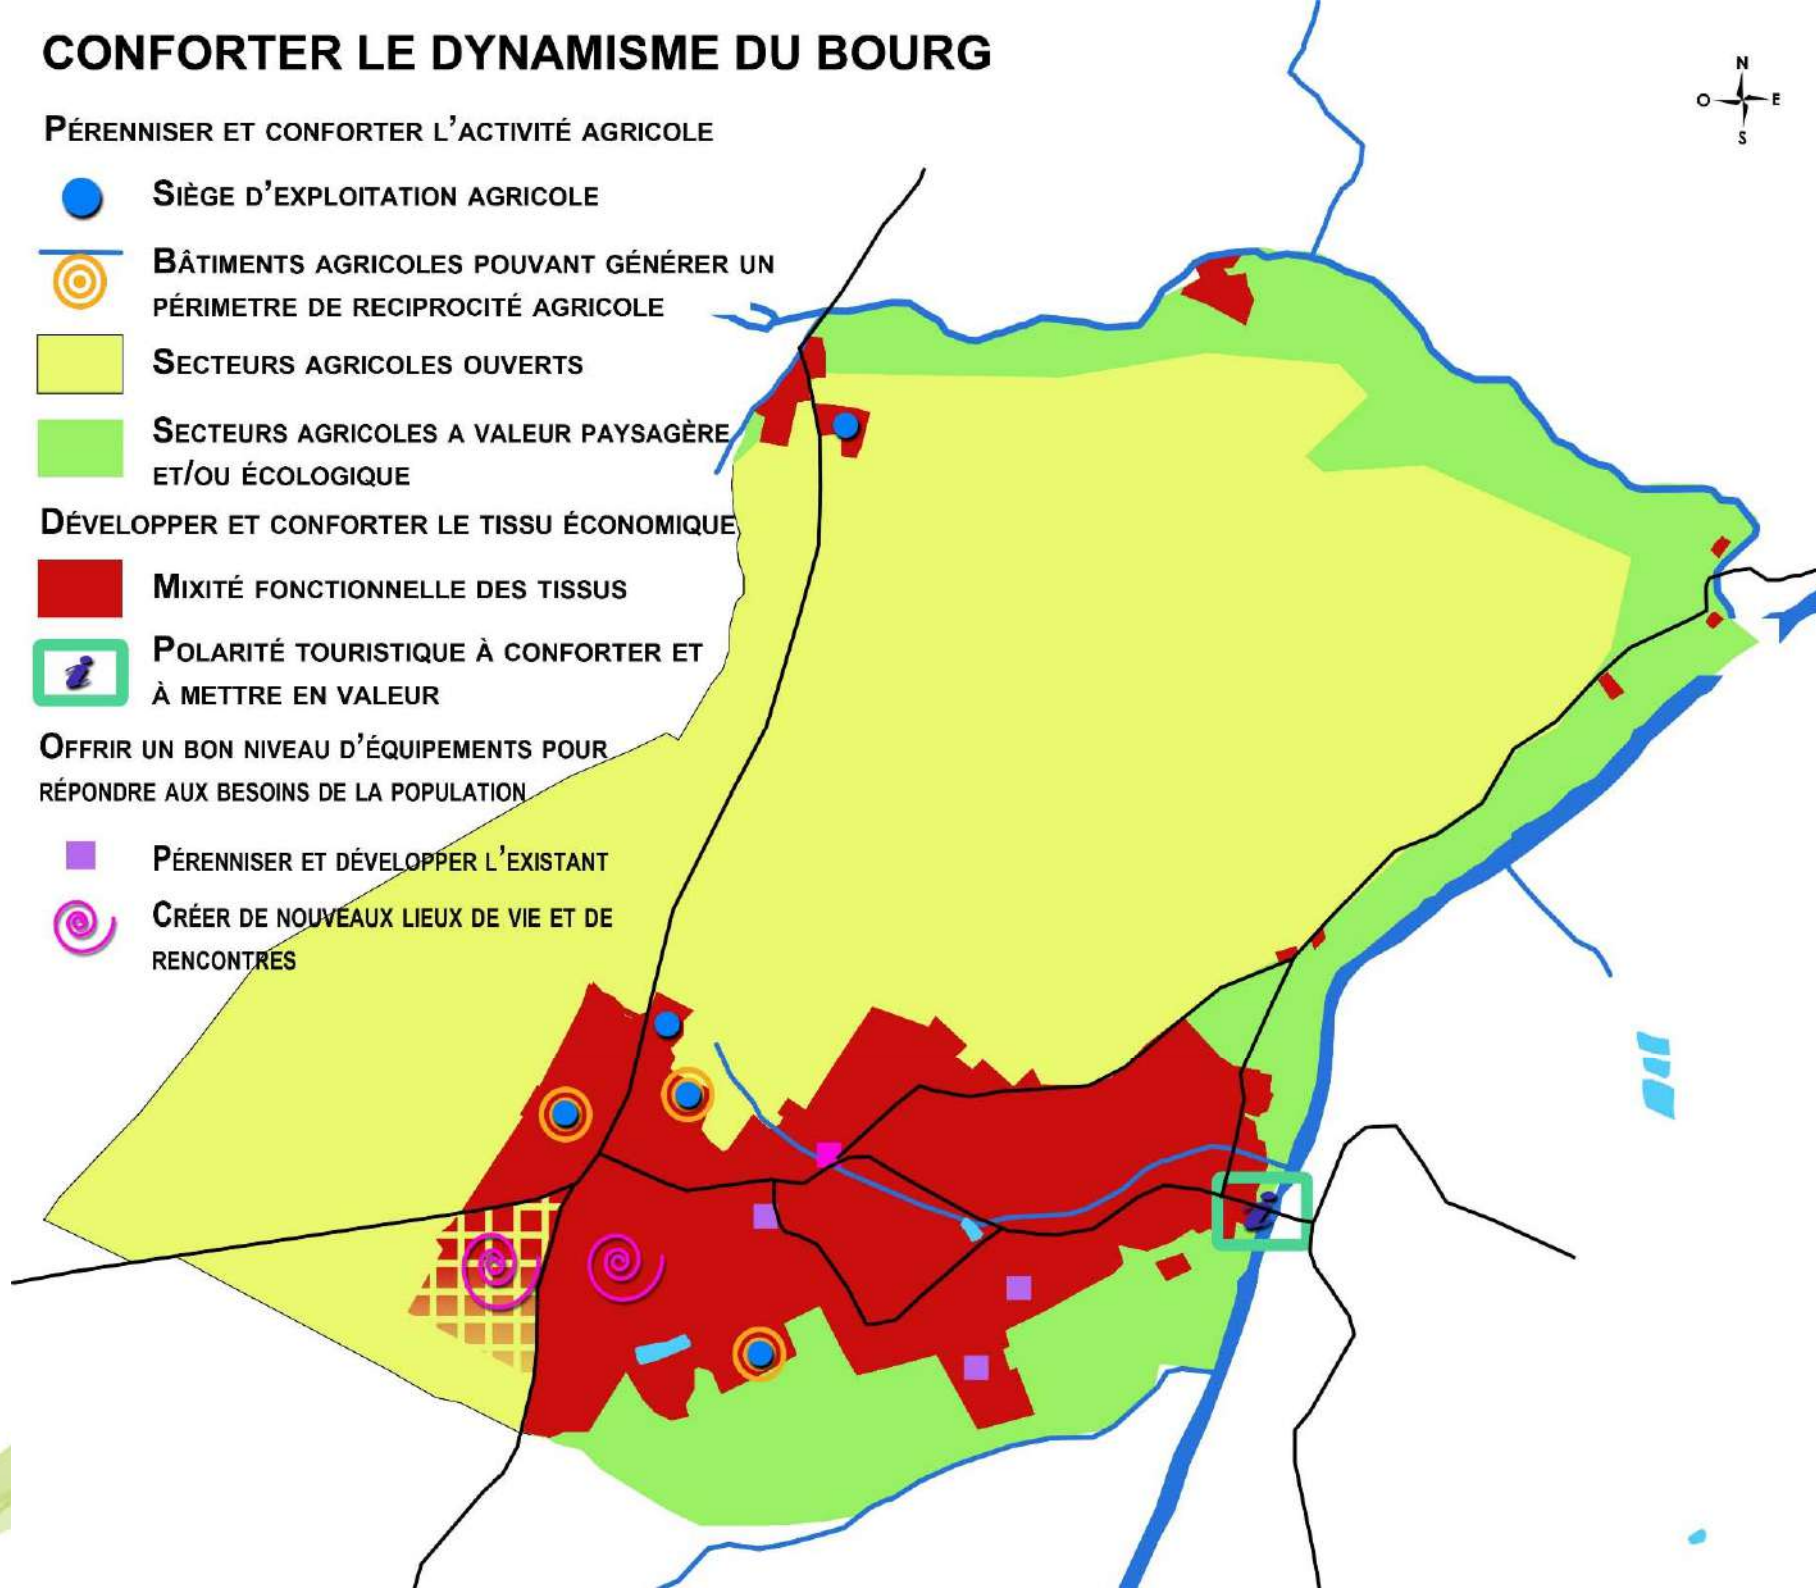 CONFORTER LE DYNAMISME DU BOURG
N
O E
S
PÉRENNISER ET CONFORTER L'ACTIVITÉ AGRICOLE
SIÈGE D'EXPLOITATION AGRICOLE
BÂTIMENTS AGRICOLES POUVANT GÉNÉRER UN
PÉRIMETRE DE RECIPROCITÉ AGRICOLE
SECTEURS AGRICOLES OUVERTS
SECTEURS AGRICOLES A VALEUR PAYSAGÈRE
ET/OU ÉCOLOGIQUE
DÉVELOPPER ET CONFORTER LE TISSU ÉCONOMIQUE
MIXITÉ FONCTIONNELLE DES TISSUS
POLARITÉ TOURISTIQUE À CONFORTER ET
À METTRE EN VALEUR
OFFRIR UN BON NIVEAU D'ÉQUIPEMENTS POUR
RÉPONDRE AUX BESOINS DE LA POPULATION
PÉRENNISER ET DÉVELOPPER L'EXISTANT
CRÉER DE NOUVEAUX LIEUX DE VIE ET DE
RENCONTRES